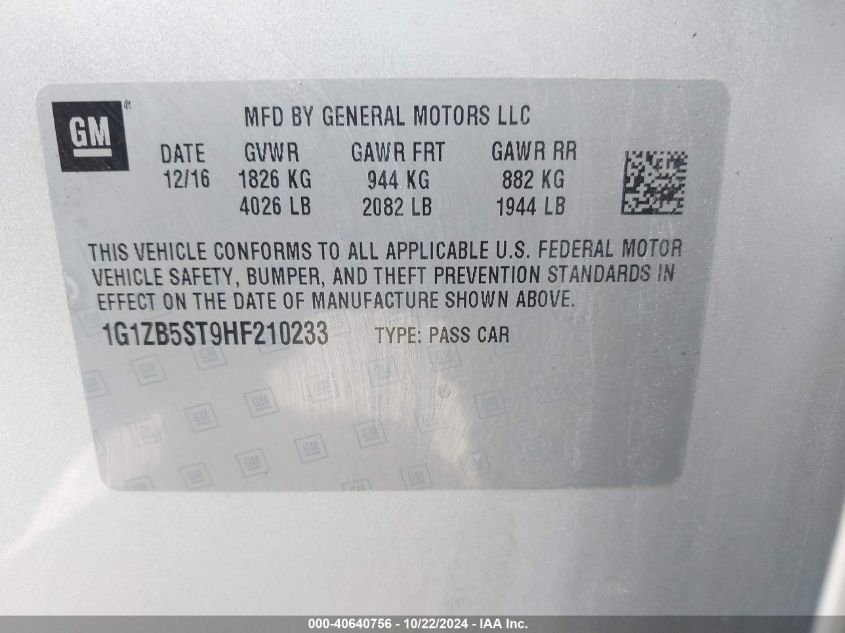 GM ®
MFD BY GENERAL MOTORS LLC
DATE GVWR GAWR FRT GAWR RR
12/16 1826 KG 944 KG 882 KG
4026 LB 2082 LB 1944 LB
THIS VEHICLE CONFORMS TO ALL APPLICABLE U.S. FEDERAL MOTOR
VEHICLE SAFETY, BUMPER, AND THEFT PREVENTION STANDARDS IN
EFFECT ON THE DATE OF MANUFACTURE SHOWN ABOVE.
1G1ZB5ST9HF210233 TYPE: PASS CAR
000-40640756 - 10/22/2024 - IAA Inc.